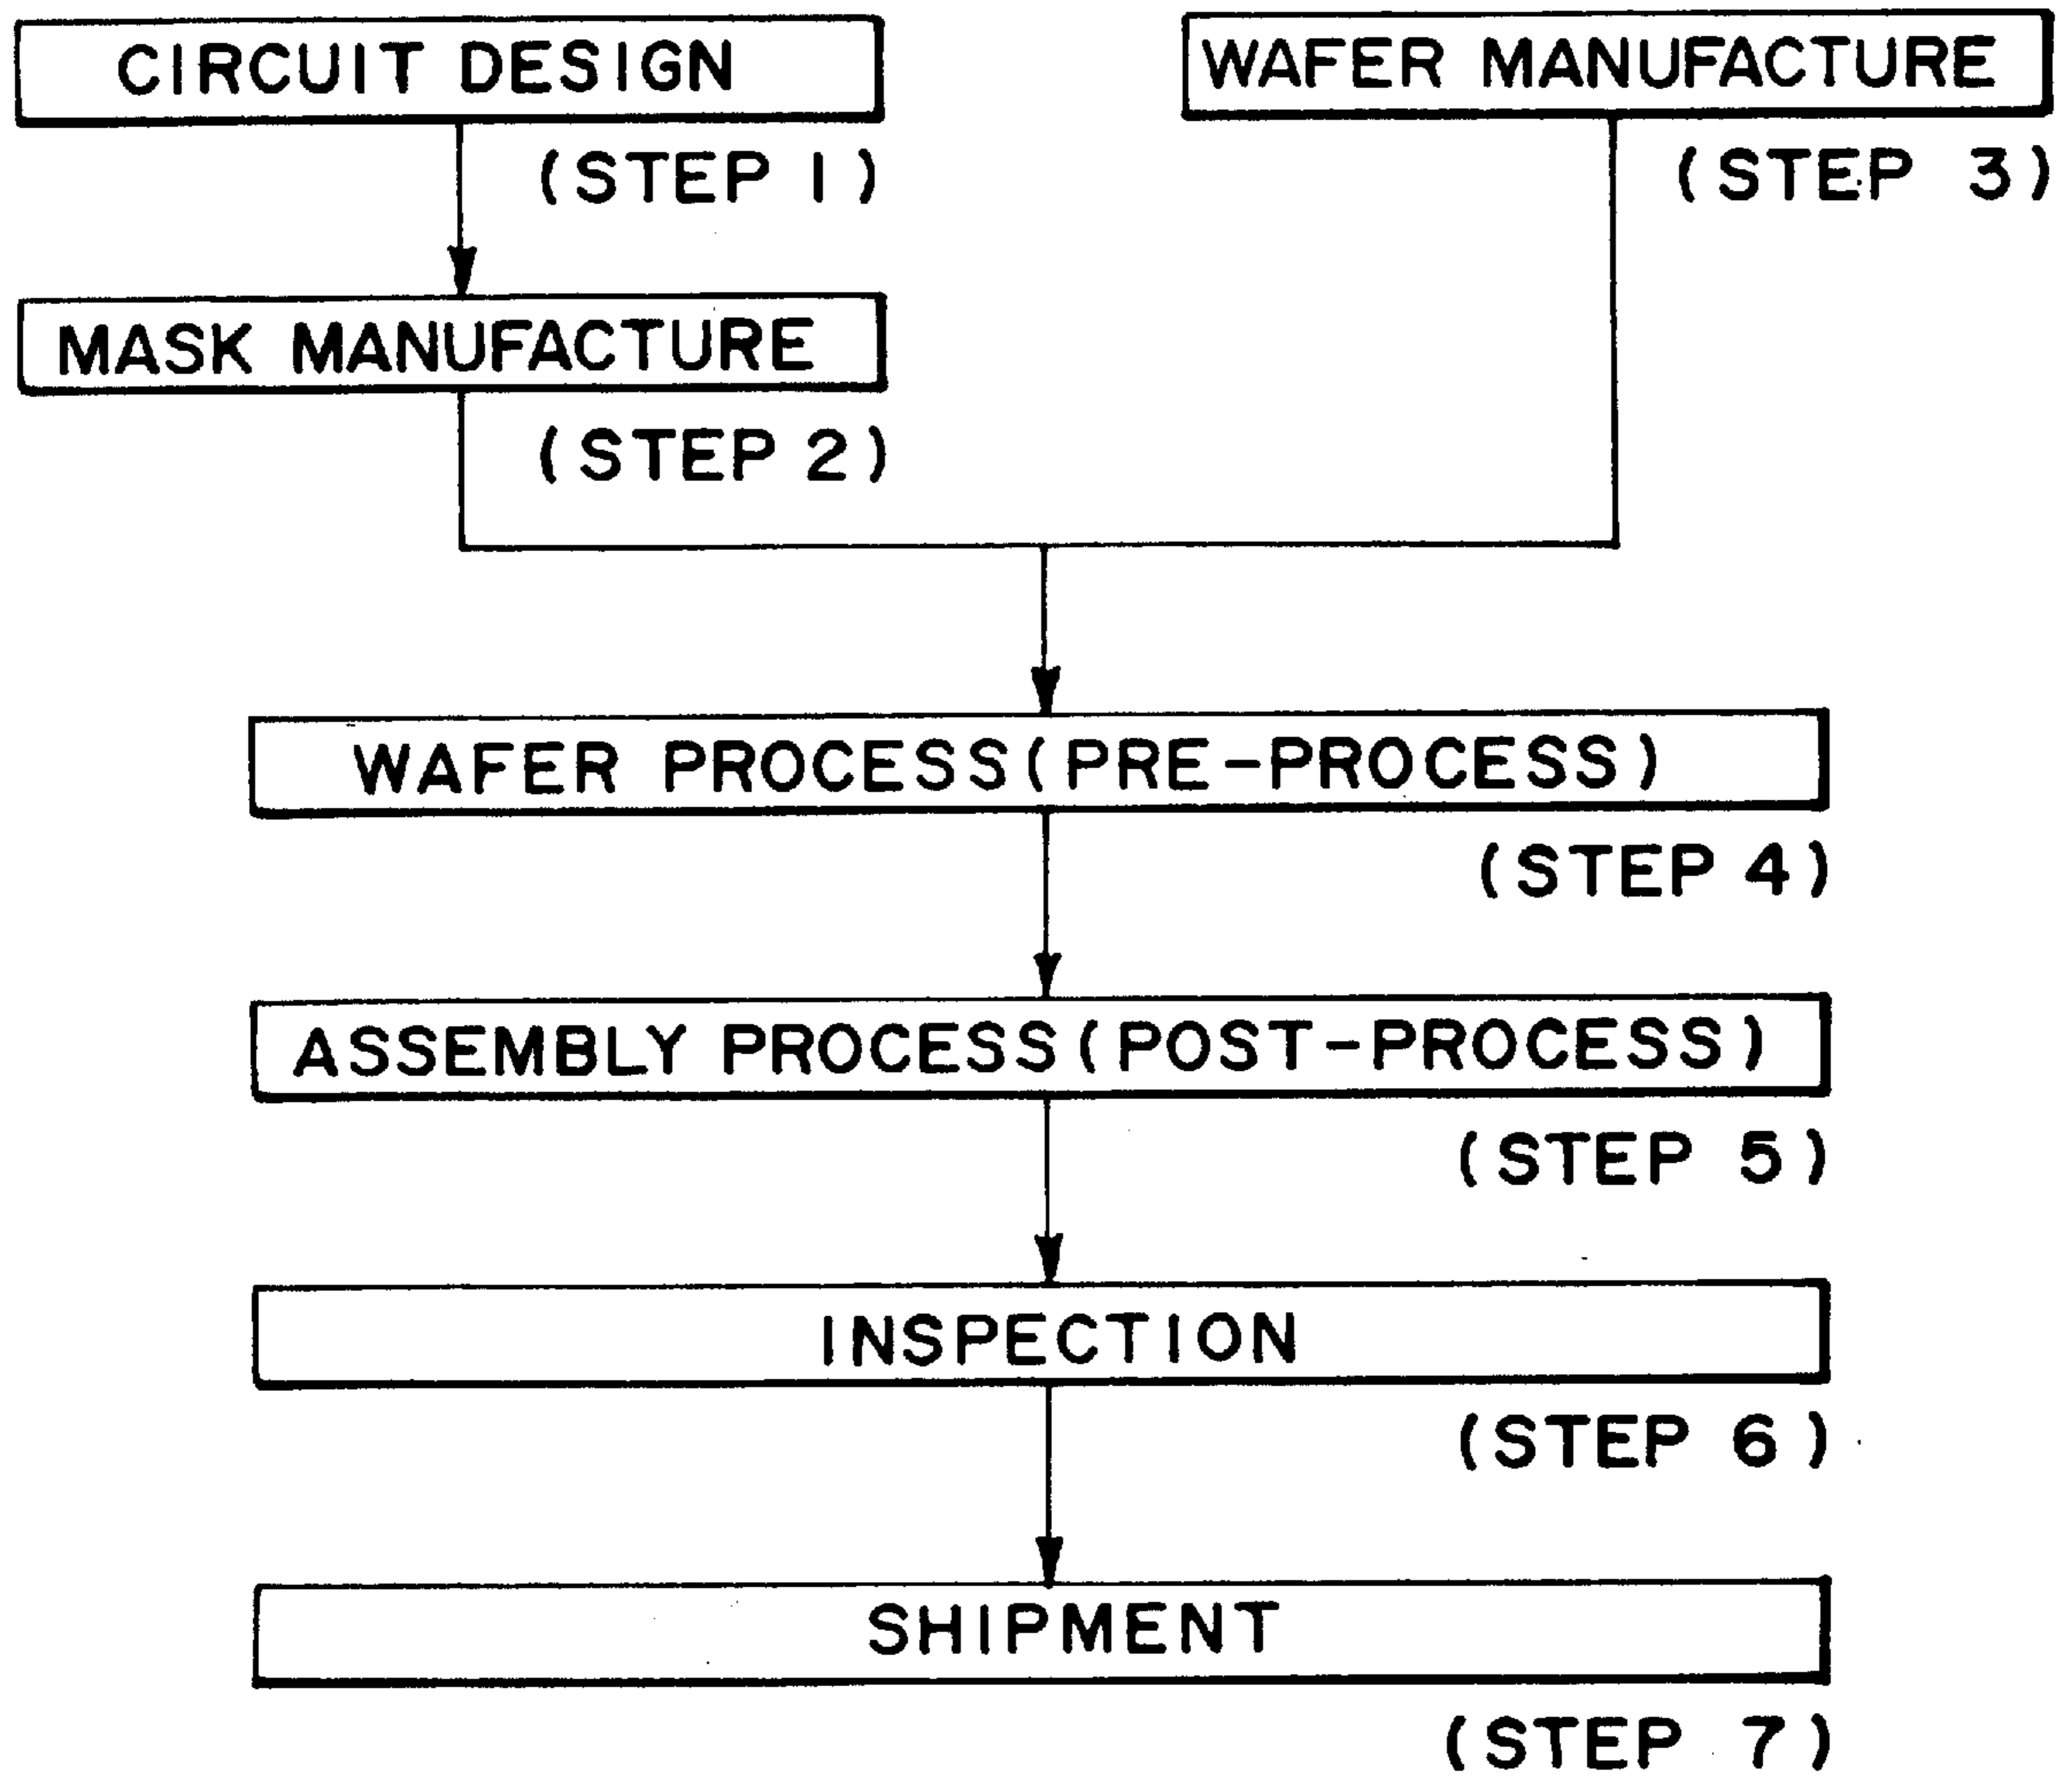 CIRCUIT DESIGN
(STEP 1)
MASK MANUFACTURE
(STEP 2)
WAFER MANUFACTURE
(STEP 3)
WAFER PROCESS(PRE-PROCESS)
(STEP 4)
ASSEMBLY PROCESS(POST-PROCESS)
(STEP 5)
INSPECTION
(STEP 6)
SHIPMENT
(STEP 7)